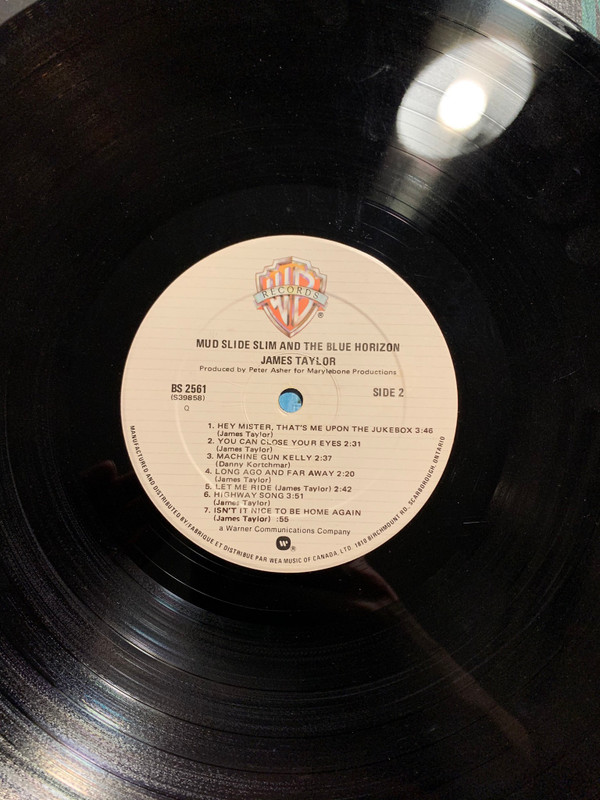 WB
RECORDS
®
MUD SLIDE SLIM AND THE BLUE HORIZON
JAMES TAYLOR
Produced by Peter Asher for Marylebone Productions
BS 2561
(S39858)
Q
SIDE 2
1. HEY MISTER, THAT'S ME UPON THE JUKEBOX 3:46
(James Taylor)
2. YOU CAN CLOSE YOUR EYES 2:31
(James Taylor)
3. MACHINE GUN KELLY 2:37
(Danny Kortchmar)
4. LONG AGO AND FAR AWAY 2:20
(James Taylor)
5. LET ME RIDE (James Taylor) 2:42
6. HIGHWAY SONG 3:51
(James Taylor)
7. ISN'T IT NICE TO BE HOME AGAIN
(James Taylor) :55
a Warner Communications Company
W ®
MANUFACTURED AND DISTRIBUTED BY/FABRIQUE ET DISTRIBUE PAR WEA MUSIC OF CANADA, LTD. 1810 BIRCHMOUNT RD., SCARBOROUGH, ONTARIO